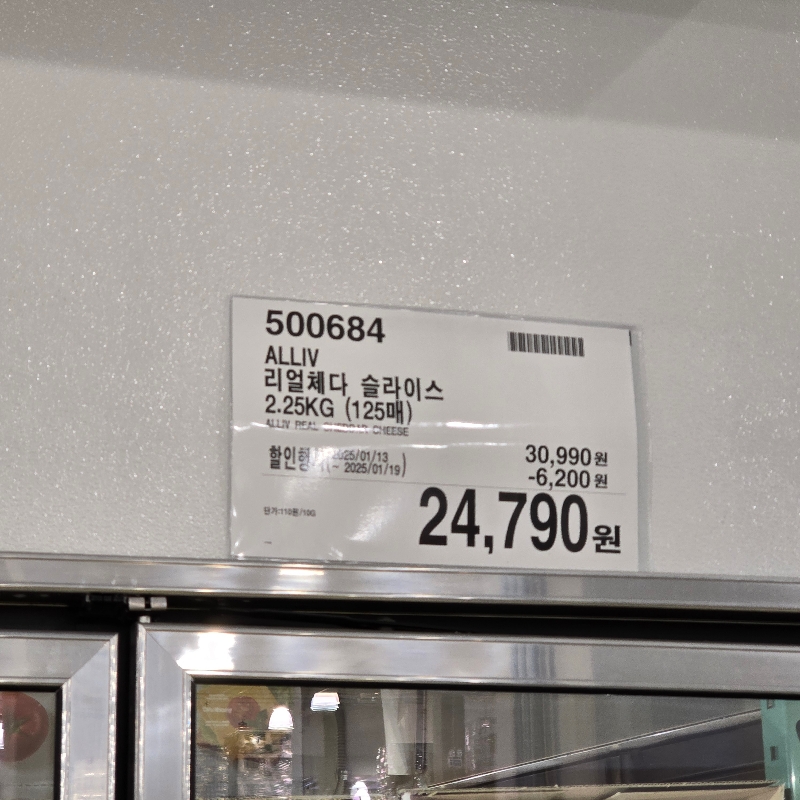 500684
ALLIV
리얼체다 슬라이스
2.25KG (125매)
ALLIV REAL CHEDDAR CHEESE
30,990원
할인행사(2025/01/13 ~ 2025/01/19)
-6,200원
24,790원
단가:110원/10G